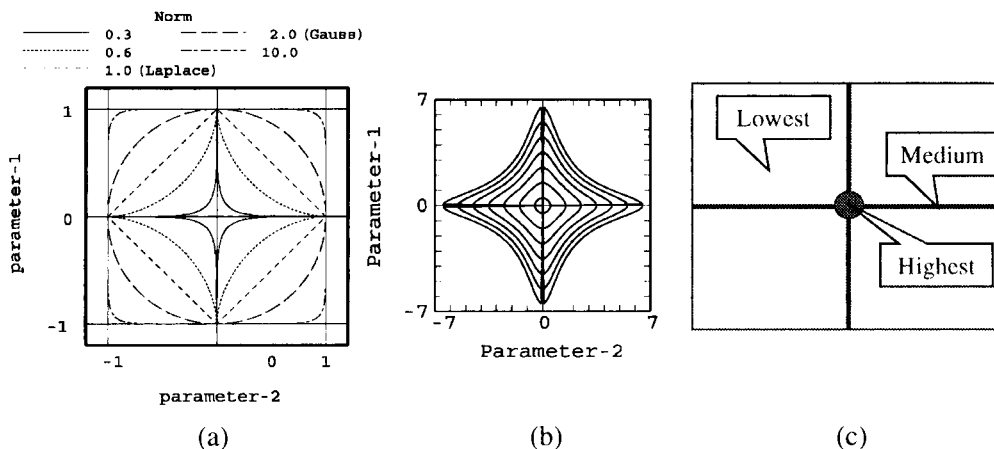 Norm
0.3
2.0 (Gauss)
0.6
10.0
1.0 (Laplace)
1
0
-1
parameter-1
-1
0
1
parameter-2
(a)
7
0
-7
Parameter-1
-7
0
7
Parameter-2
(b)
Lowest
Medium
Highest
(c)